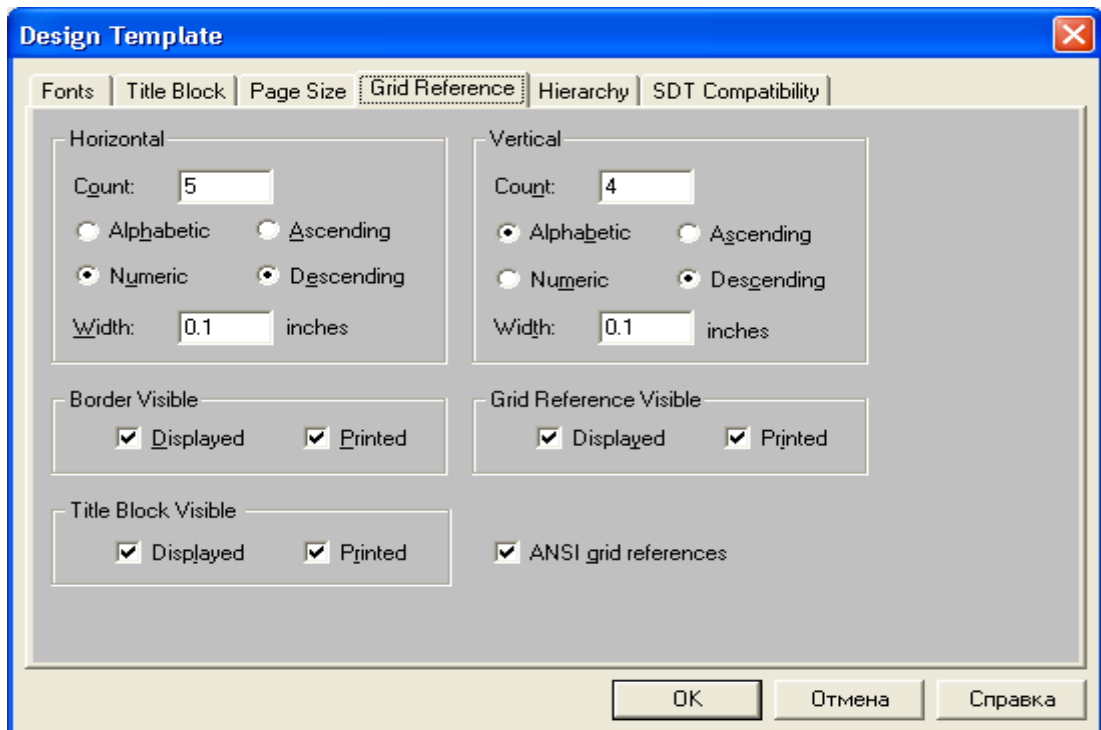 Design Template
Fonts Title Block Page Size Grid Reference Hierarchy SDT Compatibility
Horizontal Vertical
Count: 5 Count: 4
Alphabetic Ascending Alphabetic Ascending
Numeric Descending Numeric Descending
Width: 0.1 inches Width: 0.1 inches
Border Visible Grid Reference Visible
Displayed Printed Displayed Printed
Title Block Visible
Displayed Printed ANSI grid references
OK Отмена Справка